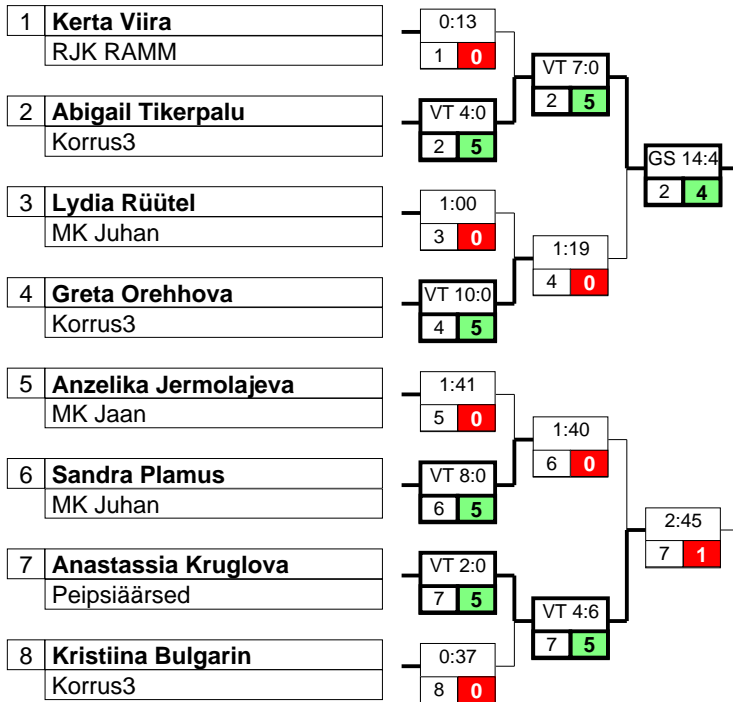 1 Kerta Viira
RJK RAMM
0:13
1 0
VT 7:0
2 5
2 Abigail Tikerpalu
Korrus3
VT 4:0
2 5
GS 14:4
2 4
3 Lydia Rüütel
MK Juhan
1:00
3 0
1:19
4 0
4 Greta Orehhova
Korrus3
VT 10:0
4 5
5 Anzelika Jermolajeva
MK Jaan
1:41
5 0
1:40
6 0
6 Sandra Plamus
MK Juhan
VT 8:0
6 5
2:45
7 1
7 Anastassia Kruglova
Peipsiäärsed
VT 2:0
7 5
VT 4:6
7 5
8 Kristiina Bulgarin
Korrus3
0:37
8 0